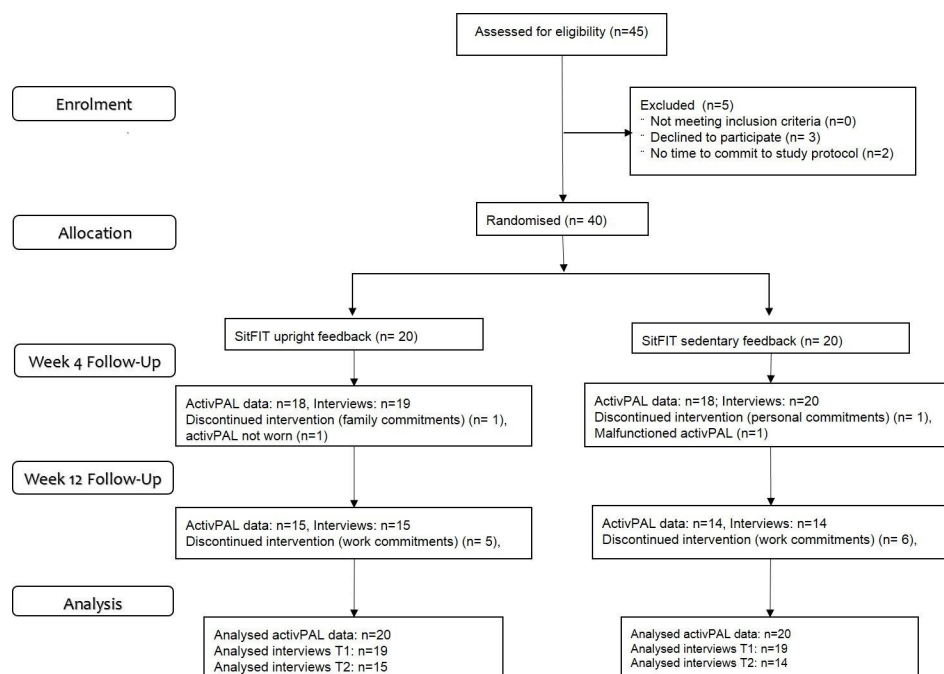 Assessed for eligibility (n=45)
Enrolment
Excluded (n=5)
¨ Not meeting inclusion criteria (n=0)
¨ Declined to participate (n= 3)
¨ No time to commit to study protocol (n=2)
Randomised (n= 40)
Allocation
SitFIT upright feedback (n= 20)
SitFIT sedentary feedback (n= 20)
Week 4 Follow-Up
ActivPAL data: n=18, Interviews: n=19
Discontinued intervention (family commitments) (n= 1),
activPAL not worn (n=1)
ActivPAL data: n=18; Interviews: n=20
Discontinued intervention (personal commitments) (n= 1),
Malfunctioned activPAL (n=1)
Week 12 Follow-Up
ActivPAL data: n=15, Interviews: n=15
Discontinued intervention (work commitments) (n= 5),
ActivPAL data: n=14, Interviews: n=14
Discontinued intervention (work commitments) (n= 6),
Analysis
Analysed activPAL data: n=20
Analysed interviews T1: n=19
Analysed interviews T2: n=15
Analysed activPAL data: n=20
Analysed interviews T1: n=19
Analysed interviews T2: n=14